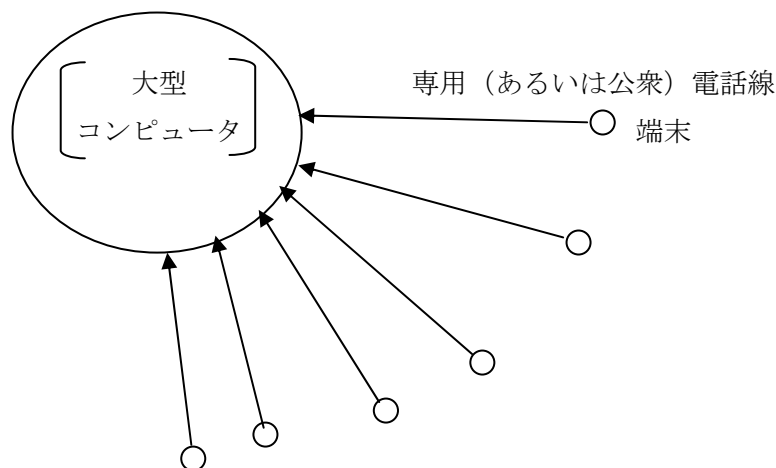 大型
コンピュータ
専用（あるいは公衆）電話線
端末